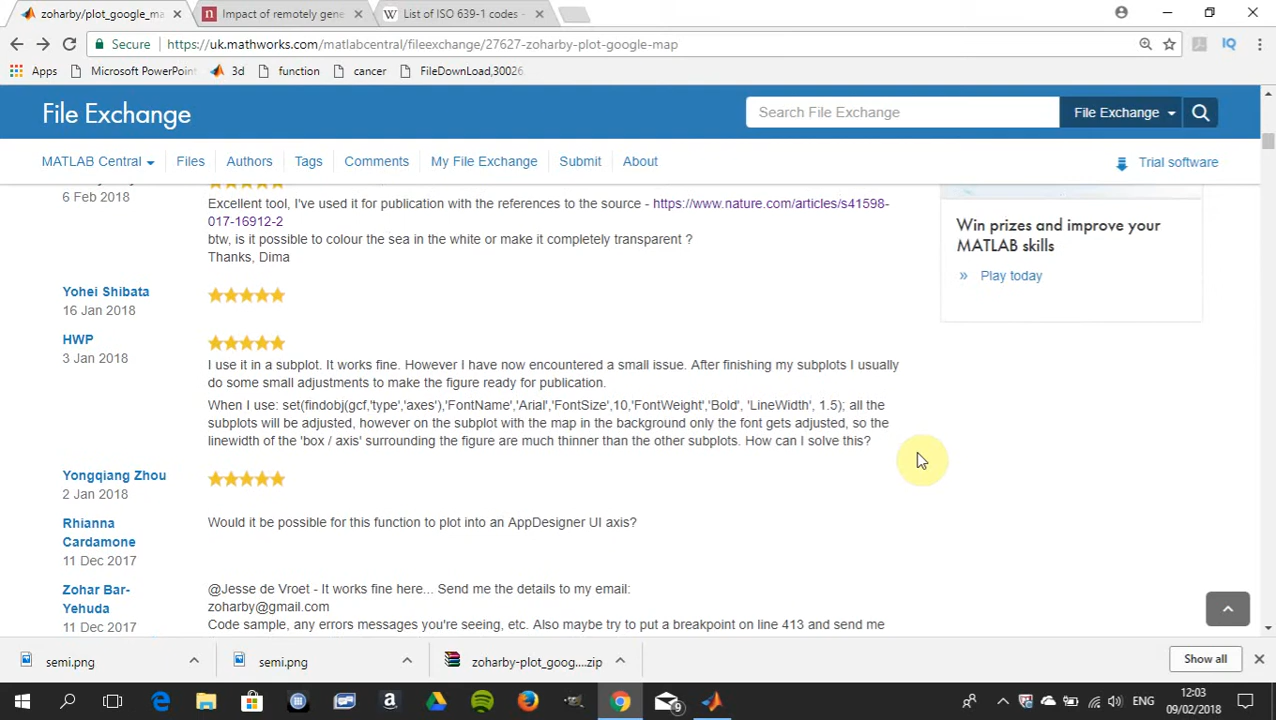 zoharby/plot_google_ma
Impact of remotely gene
List of ISO 639-1 codes -
Secure
https://uk.mathworks.com/matlabcentral/fileexchange/27627-zoharby-plot-google-map
IQ
Apps
Microsoft PowerPoint
3d
function
cancer
FileDownLoad,30026
File Exchange
Search File Exchange
File Exchange
MATLAB Central
Files
Authors
Tags
Comments
My File Exchange
Submit
About
Trial software
6 Feb 2018
Excellent tool, I've used it for publication with the references to the source - https://www.nature.com/articles/s41598-
017-16912-2
btw, is it possible to colour the sea in the white or make it completely transparent ?
Thanks, Dima
Win prizes and improve your
MATLAB skills
» Play today
Yohei Shibata
16 Jan 2018
HWP
3 Jan 2018
I use it in a subplot. It works fine. However I have now encountered a small issue. After finishing my subplots I usually
do some small adjustments to make the figure ready for publication.
When I use: set(findobj(gcf,'type','axes'),'FontName','Arial','FontSize',10,'FontWeight','Bold', 'LineWidth', 1.5); all the
subplots will be adjusted, however on the subplot with the map in the background only the font gets adjusted, so the
linewidth of the 'box / axis' surrounding the figure are much thinner than the other subplots. How can I solve this?
Yongqiang Zhou
2 Jan 2018
Rhianna
Cardamone
11 Dec 2017
Would it be possible for this function to plot into an AppDesigner UI axis?
Zohar Bar-
Yehuda
11 Dec 2017
@Jesse de Vroet - It works fine here... Send me the details to my email:
zoharby@gmail.com
Code sample, any errors messages you're seeing, etc. Also maybe try to put a breakpoint on line 413 and send me
semi.png
semi.png
zoharby-plot_goog....zip
Show all
9
ENG
12:03
09/02/2018